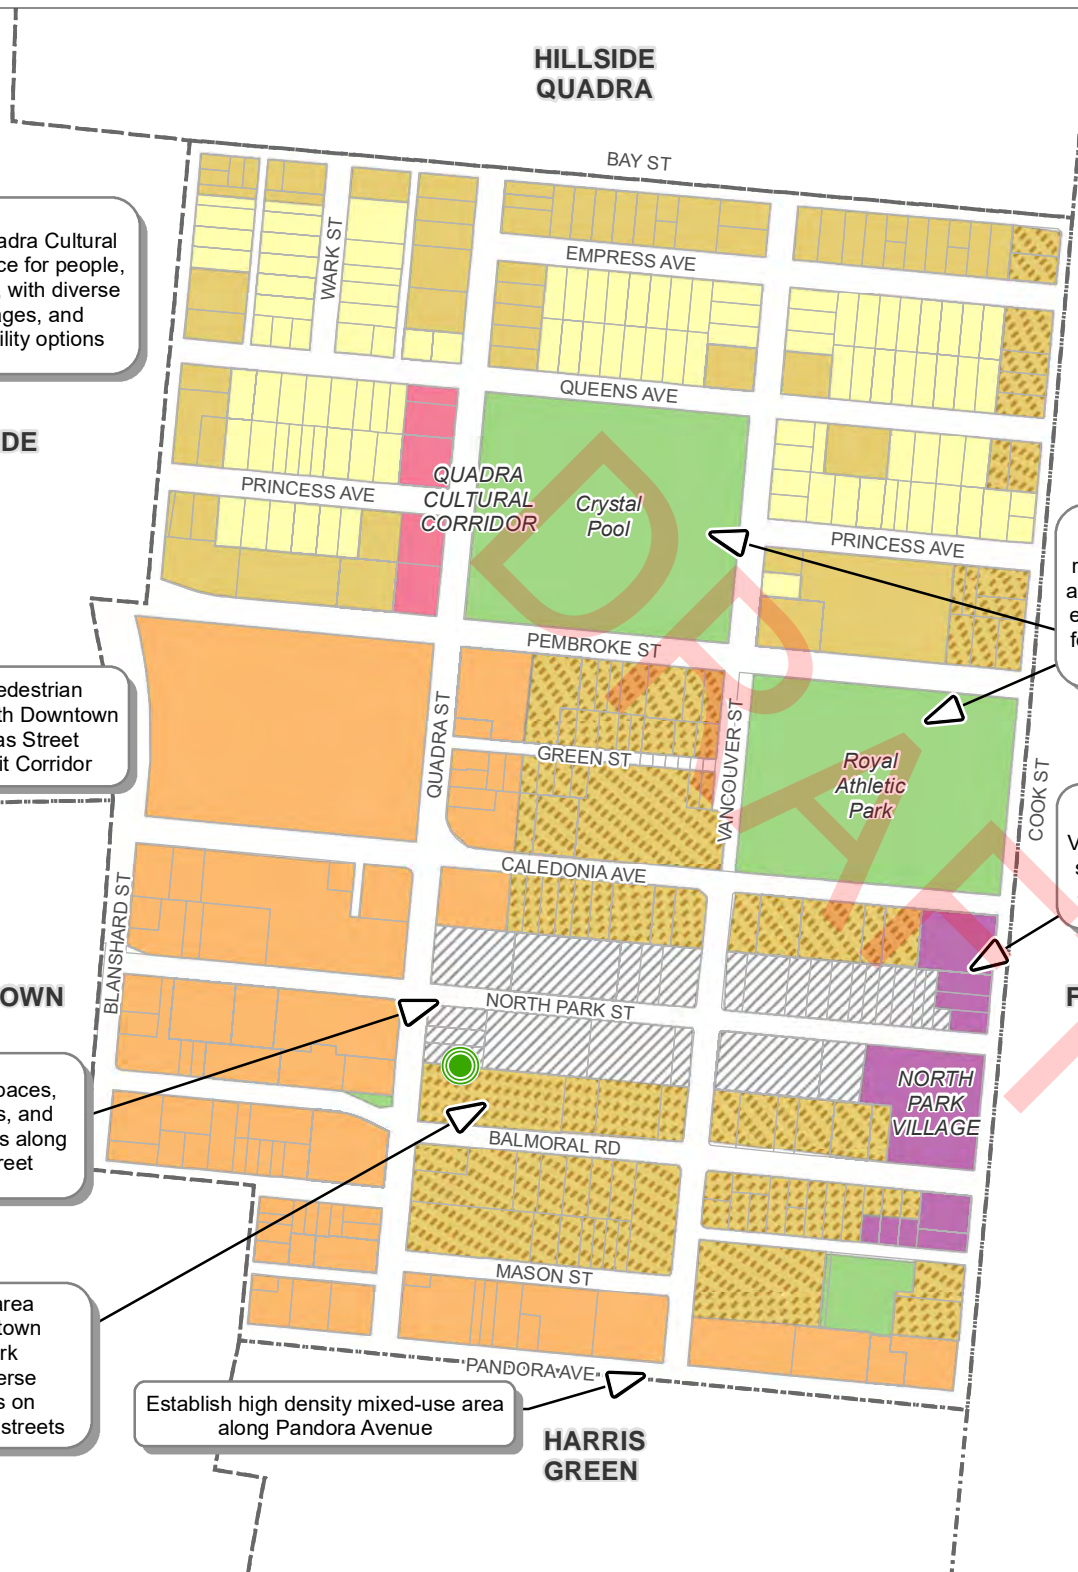 HILLSIDE
QUADRA
BAY ST
WARK ST
EMPRESS AVE
QUEENS AVE
adra Cultural
ce for people,
, with diverse
ages, and
ility options
DE
PRINCESS AVE
QUADRA
CULTURAL
CORRIDOR
Crystal
Pool
PRINCESS AVE
PEMBROKE ST
edestrian
th Downtown
as Street
it Corridor
QUADRA ST
GREEN ST
VANCOUVER ST
Royal
Athletic
Park
COOK ST
CALEDONIA AVE
BLANSHARD ST
OWN
NORTH PARK ST
NORTH
PARK
VILLAGE
paces,
s, and
s along
reet
BALMORAL RD
MASON ST
area
town
rk
erse
s on
streets
PANDORA AVE
Establish high density mixed-use area
along Pandora Avenue
HARRIS
GREEN
DRAFT